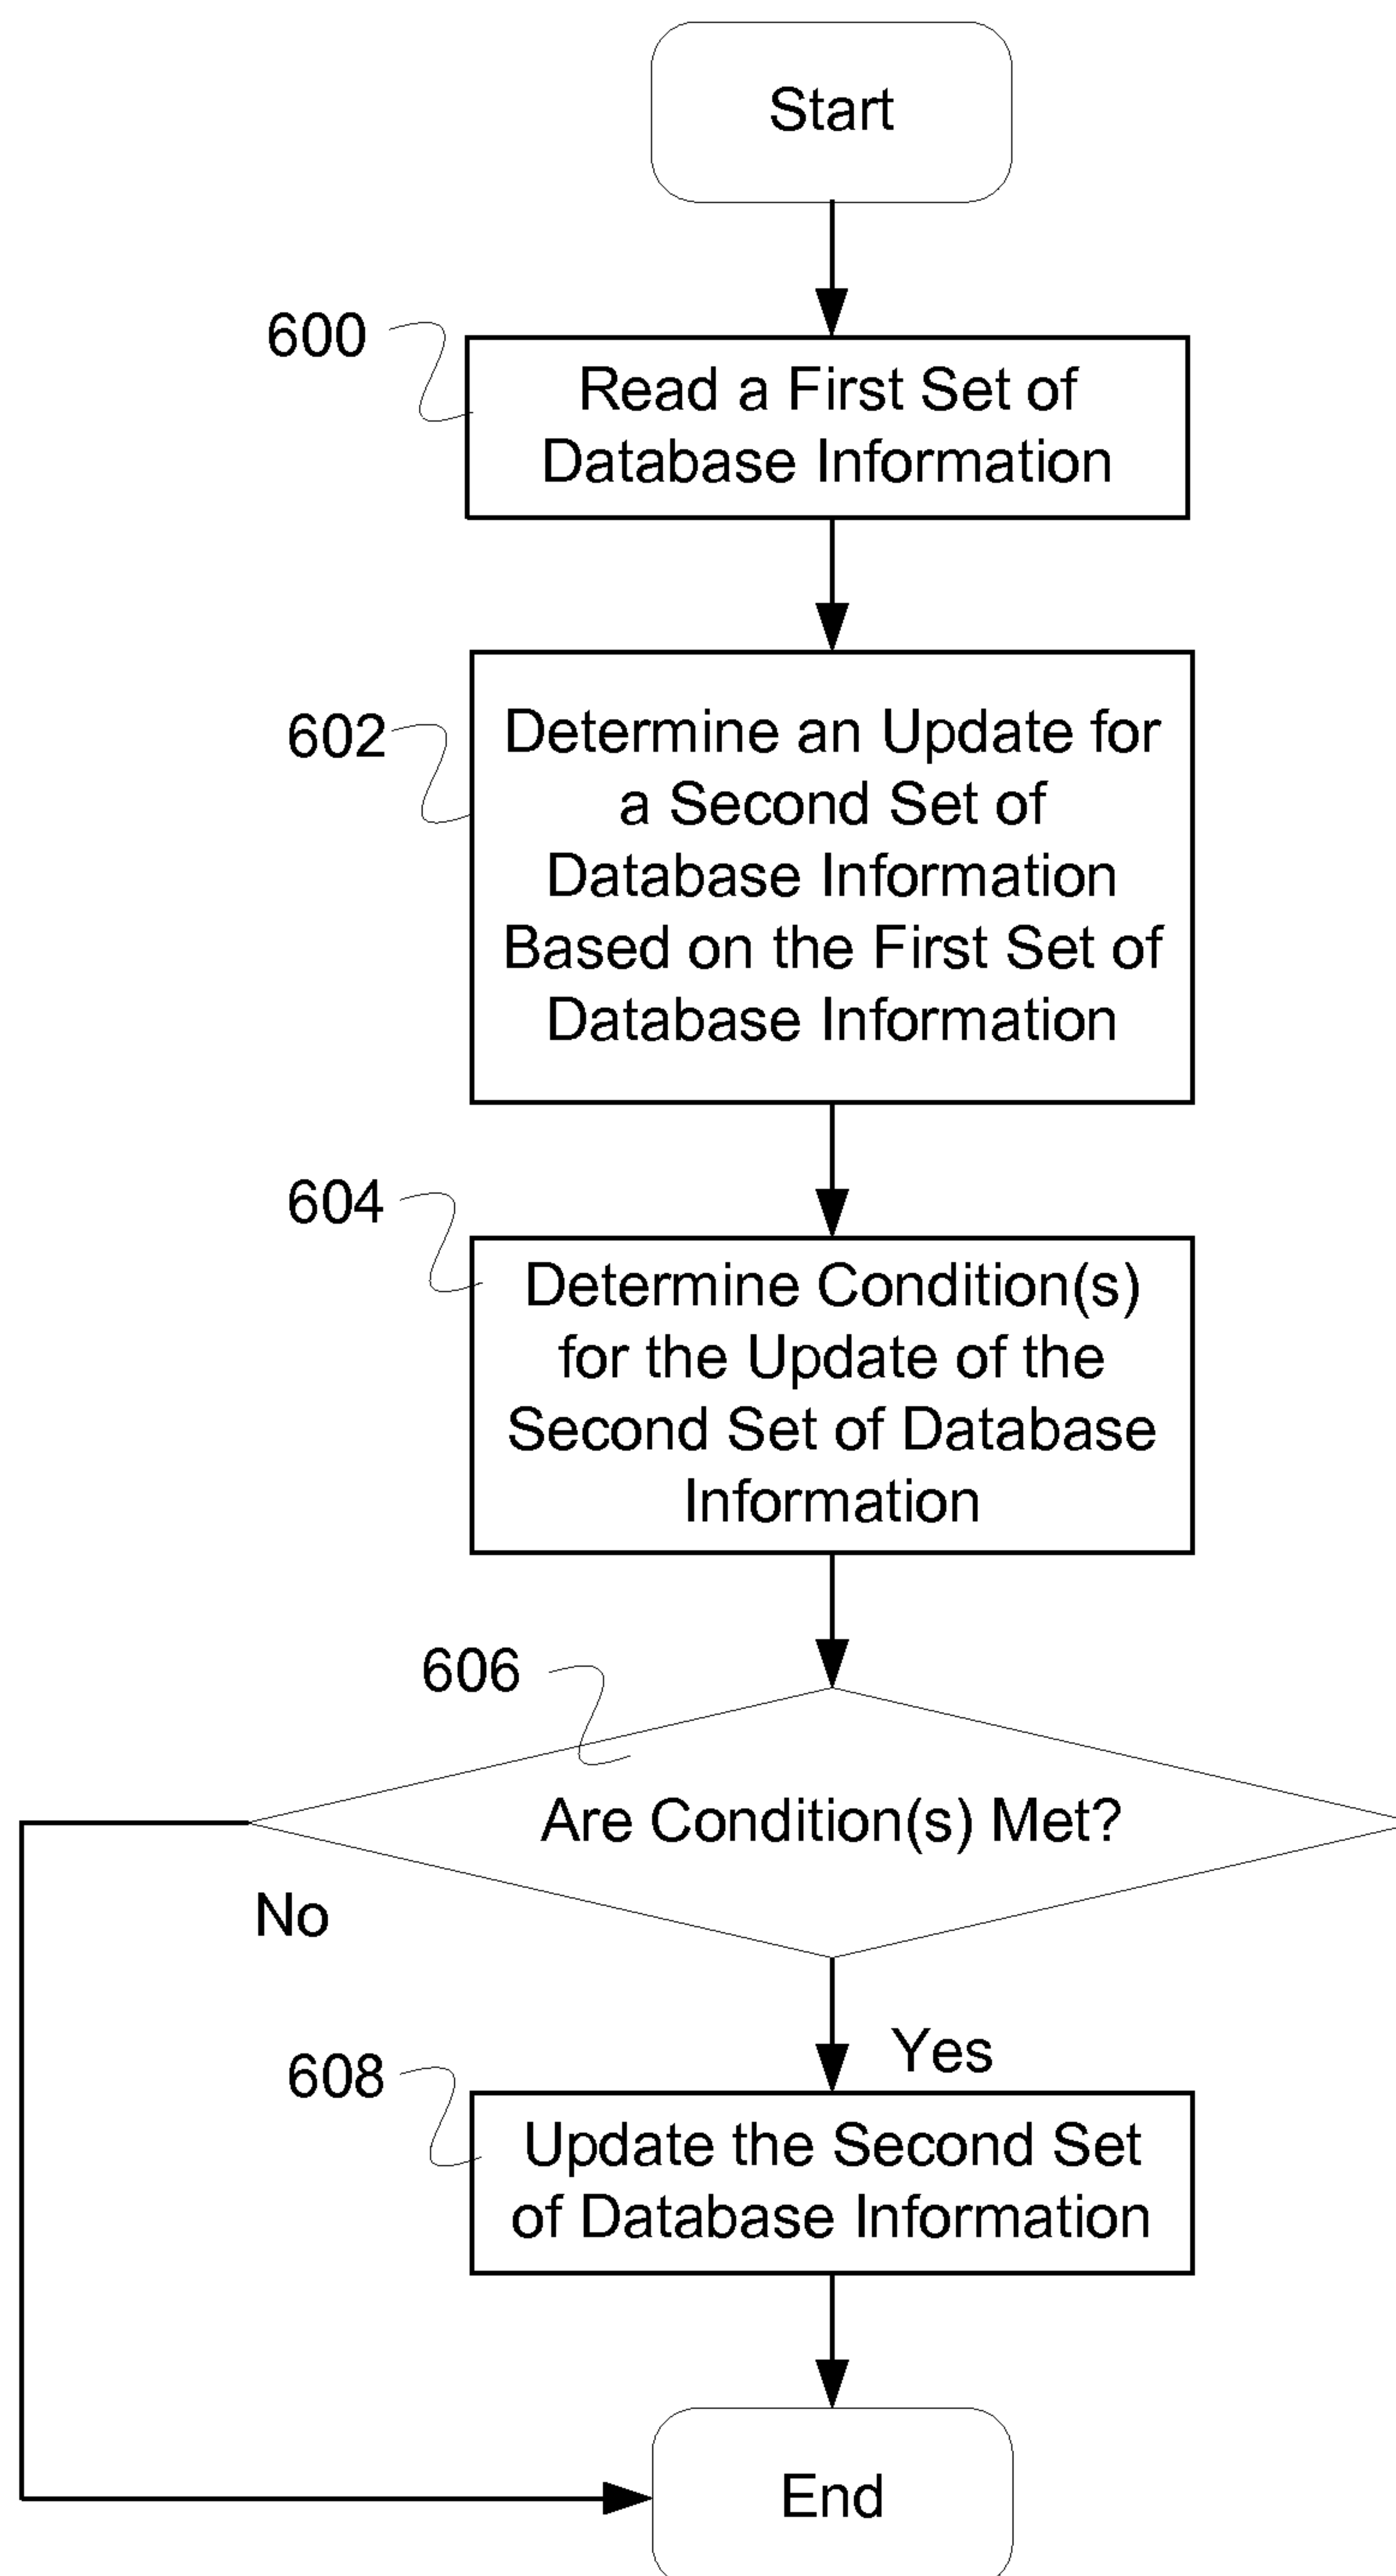 Start
600
Read a First Set of
Database Information
602
Determine an Update for
a Second Set of
Database Information
Based on the First Set of
Database Information
604
Determine Condition(s)
for the Update of the
Second Set of Database
Information
606
Are Condition(s) Met?
No
Yes
608
Update the Second Set
of Database Information
End